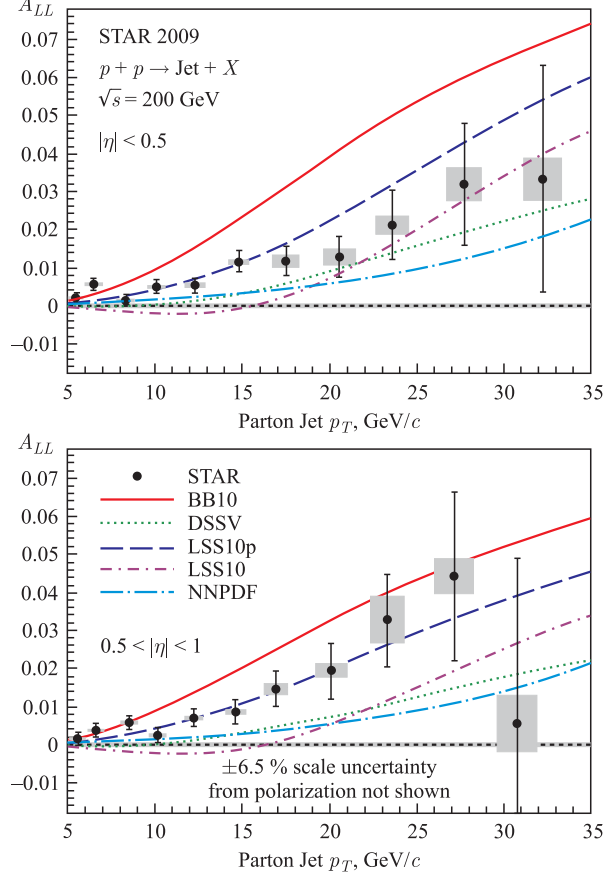 A_LL
0.07
STAR 2009
0.06
p + p → Jet + X
√s = 200 GeV
0.05
|η| < 0.5
0.04
0.03
0.02
0.01
0
−0.01
5 10 15 20 25 30 35
Parton Jet p_T, GeV/c
A_LL
0.07
STAR
BB10
0.06
DSSV
0.05
LSS10p
LSS10
0.04
NNPDF
0.03
0.5 < |η| < 1
0.02
0.01
0
±6.5 % scale uncertainty
from polarization not shown
−0.01
5 10 15 20 25 30 35
Parton Jet p_T, GeV/c